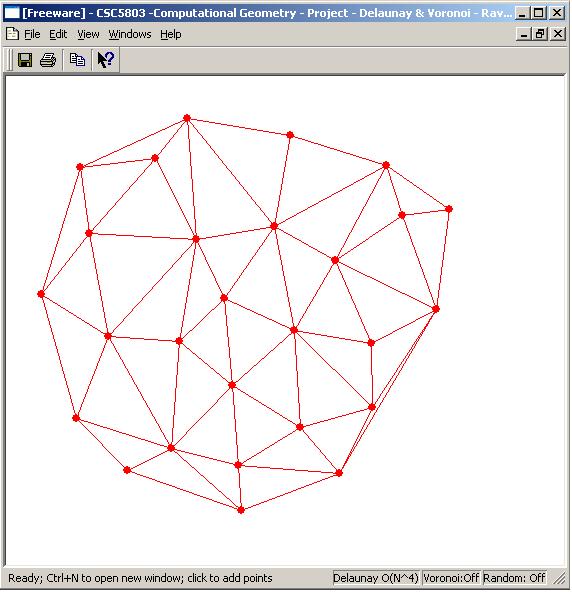 [Freeware] - CSC5803 -Computational Geometry - Project - Delaunay & Voronoi - Rav...
File Edit View Windows Help
Ready; Ctrl+N to open new window; click to add points Delaunay O(N^4) Voronoi:Off Random: Off